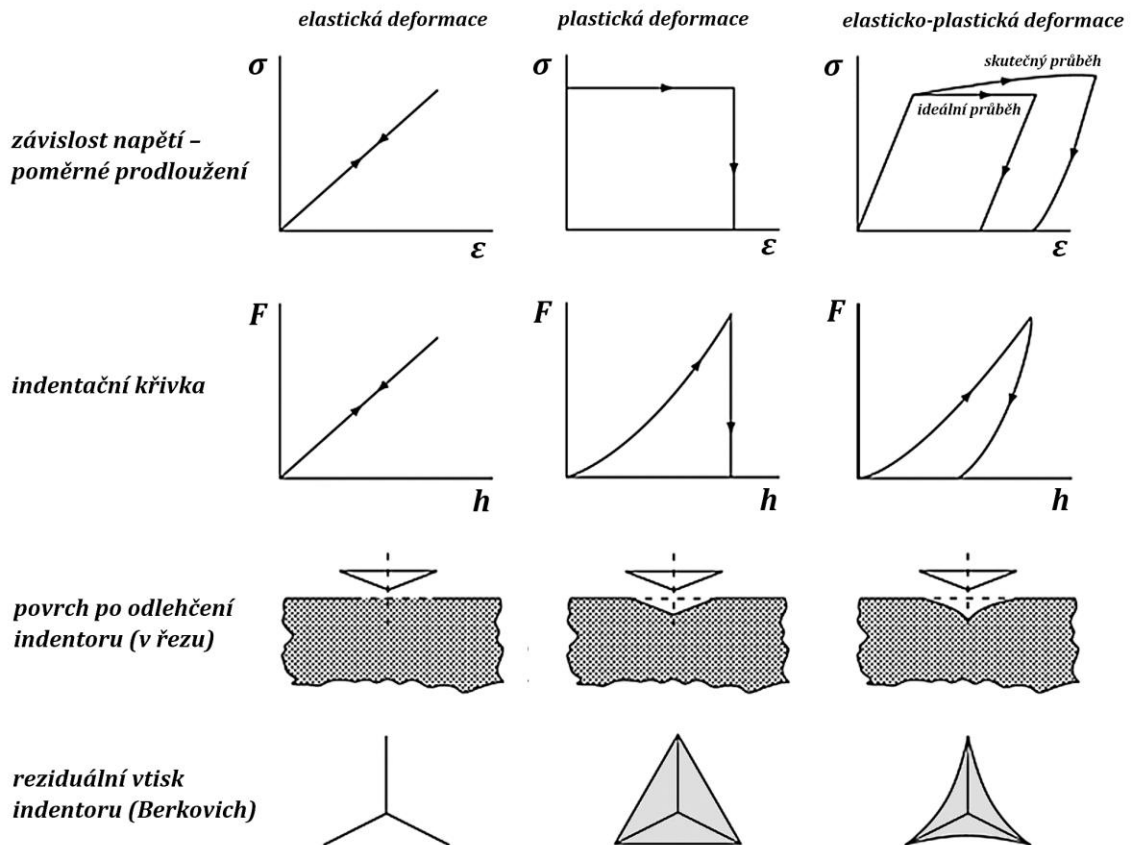 elastická deformace
plastická deformace
elasticko-plastická deformace
závislost napětí –
poměrné prodloužení
σ
ε
σ
ε
σ
skutečný průběh
ideální průběh
ε
indentační křivka
F
h
F
h
F
h
povrch po odlehčení
indentoru (v řezu)
reziduální vtisk
indentoru (Berkovich)